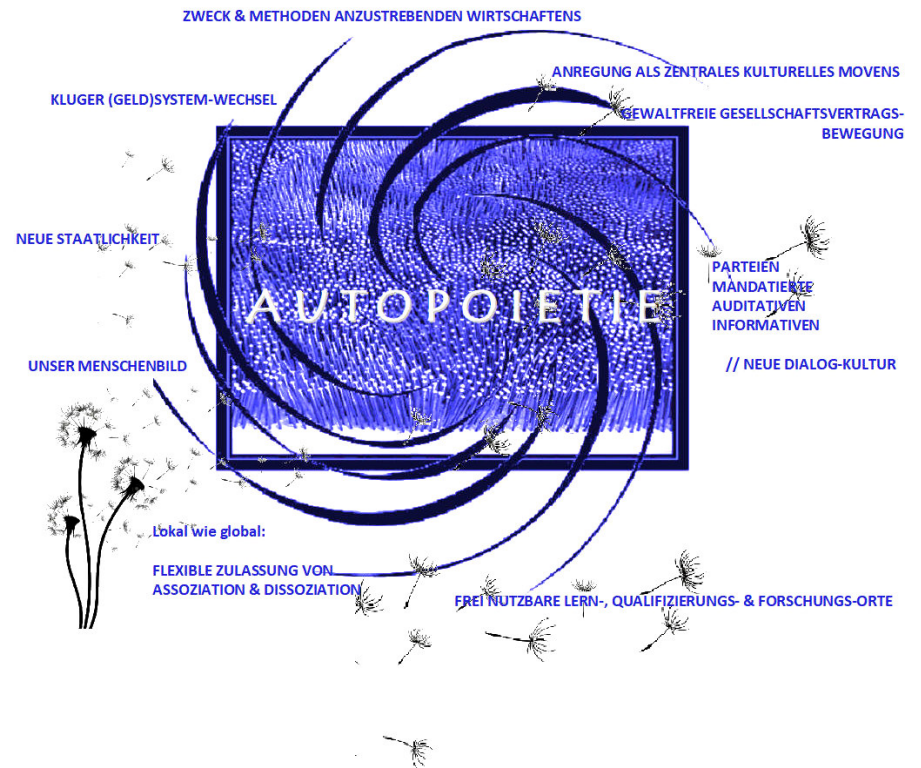 ZWECK & METHODEN ANZUSTREBENDEN WIRTSCHAFTENS
ANREGUNG ALS ZENTRALES KULTURELLES MOVENS
KLUGER (GELD)SYSTEM-WECHSEL
GEWALTFREIE GESELLSCHAFTSVERTRAGS-
BEWEGUNG
NEUE STAATLICHKEIT
PARTEIEN
MANDATIERTE
AUDITATIVEN
INFORMATIVEN
AUTOPOIETIE
// NEUE DIALOG-KULTUR
UNSER MENSCHENBILD
Lokal wie global:
FLEXIBLE ZULASSUNG VON
ASSOZIATION & DISSOZIATION
FREI NUTZBARE LERN-, QUALIFIZIERUNGS- & FORSCHUNGS-ORTE